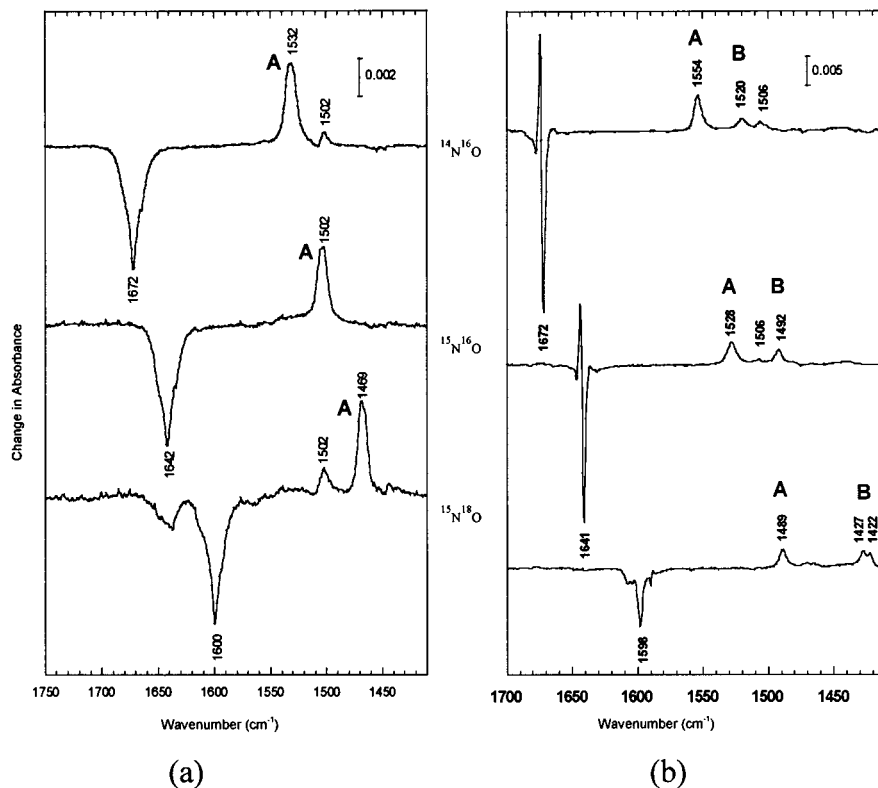 Change in Absorbance
A
1532
0.002
1502
1672
¹⁴N¹⁶O
A
1502
1642
¹⁵N¹⁶O
A
1469
1502
1600
¹⁵N¹⁸O
1750 1700 1650 1600 1550 1500 1450
Wavenumber (cm⁻¹)
(a)
A
B
1554
1520
1506
0.005
1672
A
B
1528
1506
1492
1641
A
B
1489
1427
1422
1598
1700 1650 1600 1550 1500 1450
Wavenumber (cm⁻¹)
(b)